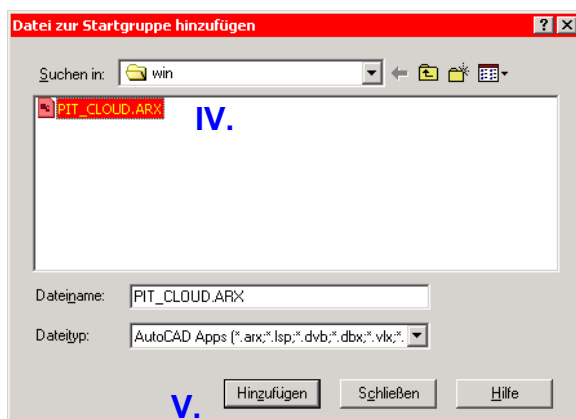 Datei zur Startgruppe hinzufügen
Suchen in: win
PIT_CLOUD.ARX IV.
Dateiname: PIT_CLOUD.ARX
Dateityp: AutoCAD Apps (*.arx;*.lsp;*.dvb;*.dbx;*.vlx;*.
V. Hinzufügen Schließen Hilfe